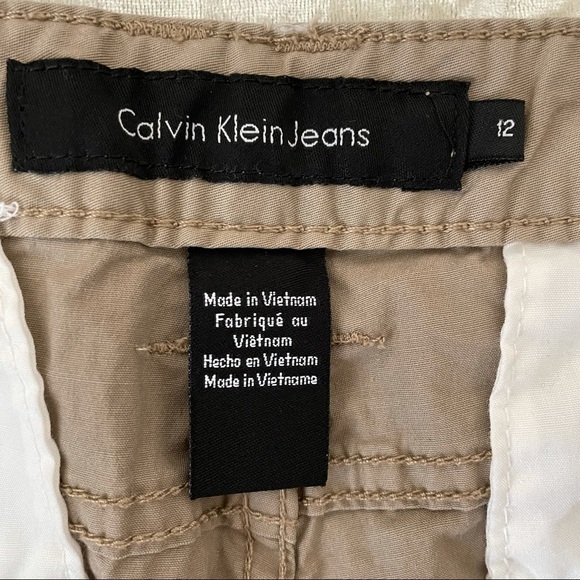 Calvin Klein Jeans
12
Made in Vietnam
Fabriqué au
Viêtnam
Hecho en Vietnam
Made in Vietname